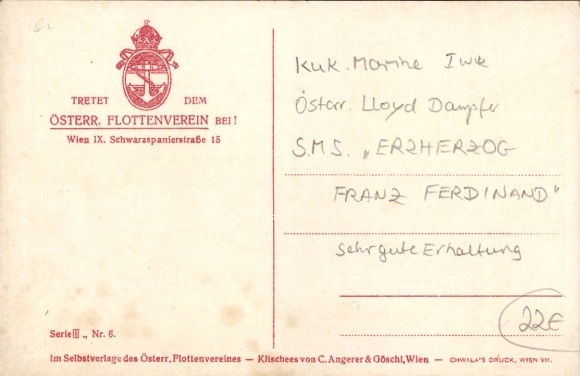 TRETET DEM
ÖSTERR. FLOTTENVEREIN BEI!
Wien IX. Schwarzspanierstraße 15
KuK. Marine
Österr. Lloyd Dampfer
S.M.S. „ERZHERZOG
FRANZ FERDINAND"
Sehr gute Erhaltung
22€
Serie III., Nr. 6.
Im Selbstverlage des Österr. Flottenvereines — Klischees von C. Angerer & Göschl, Wien — CHWALA'S DRUCK, WIEN VII.